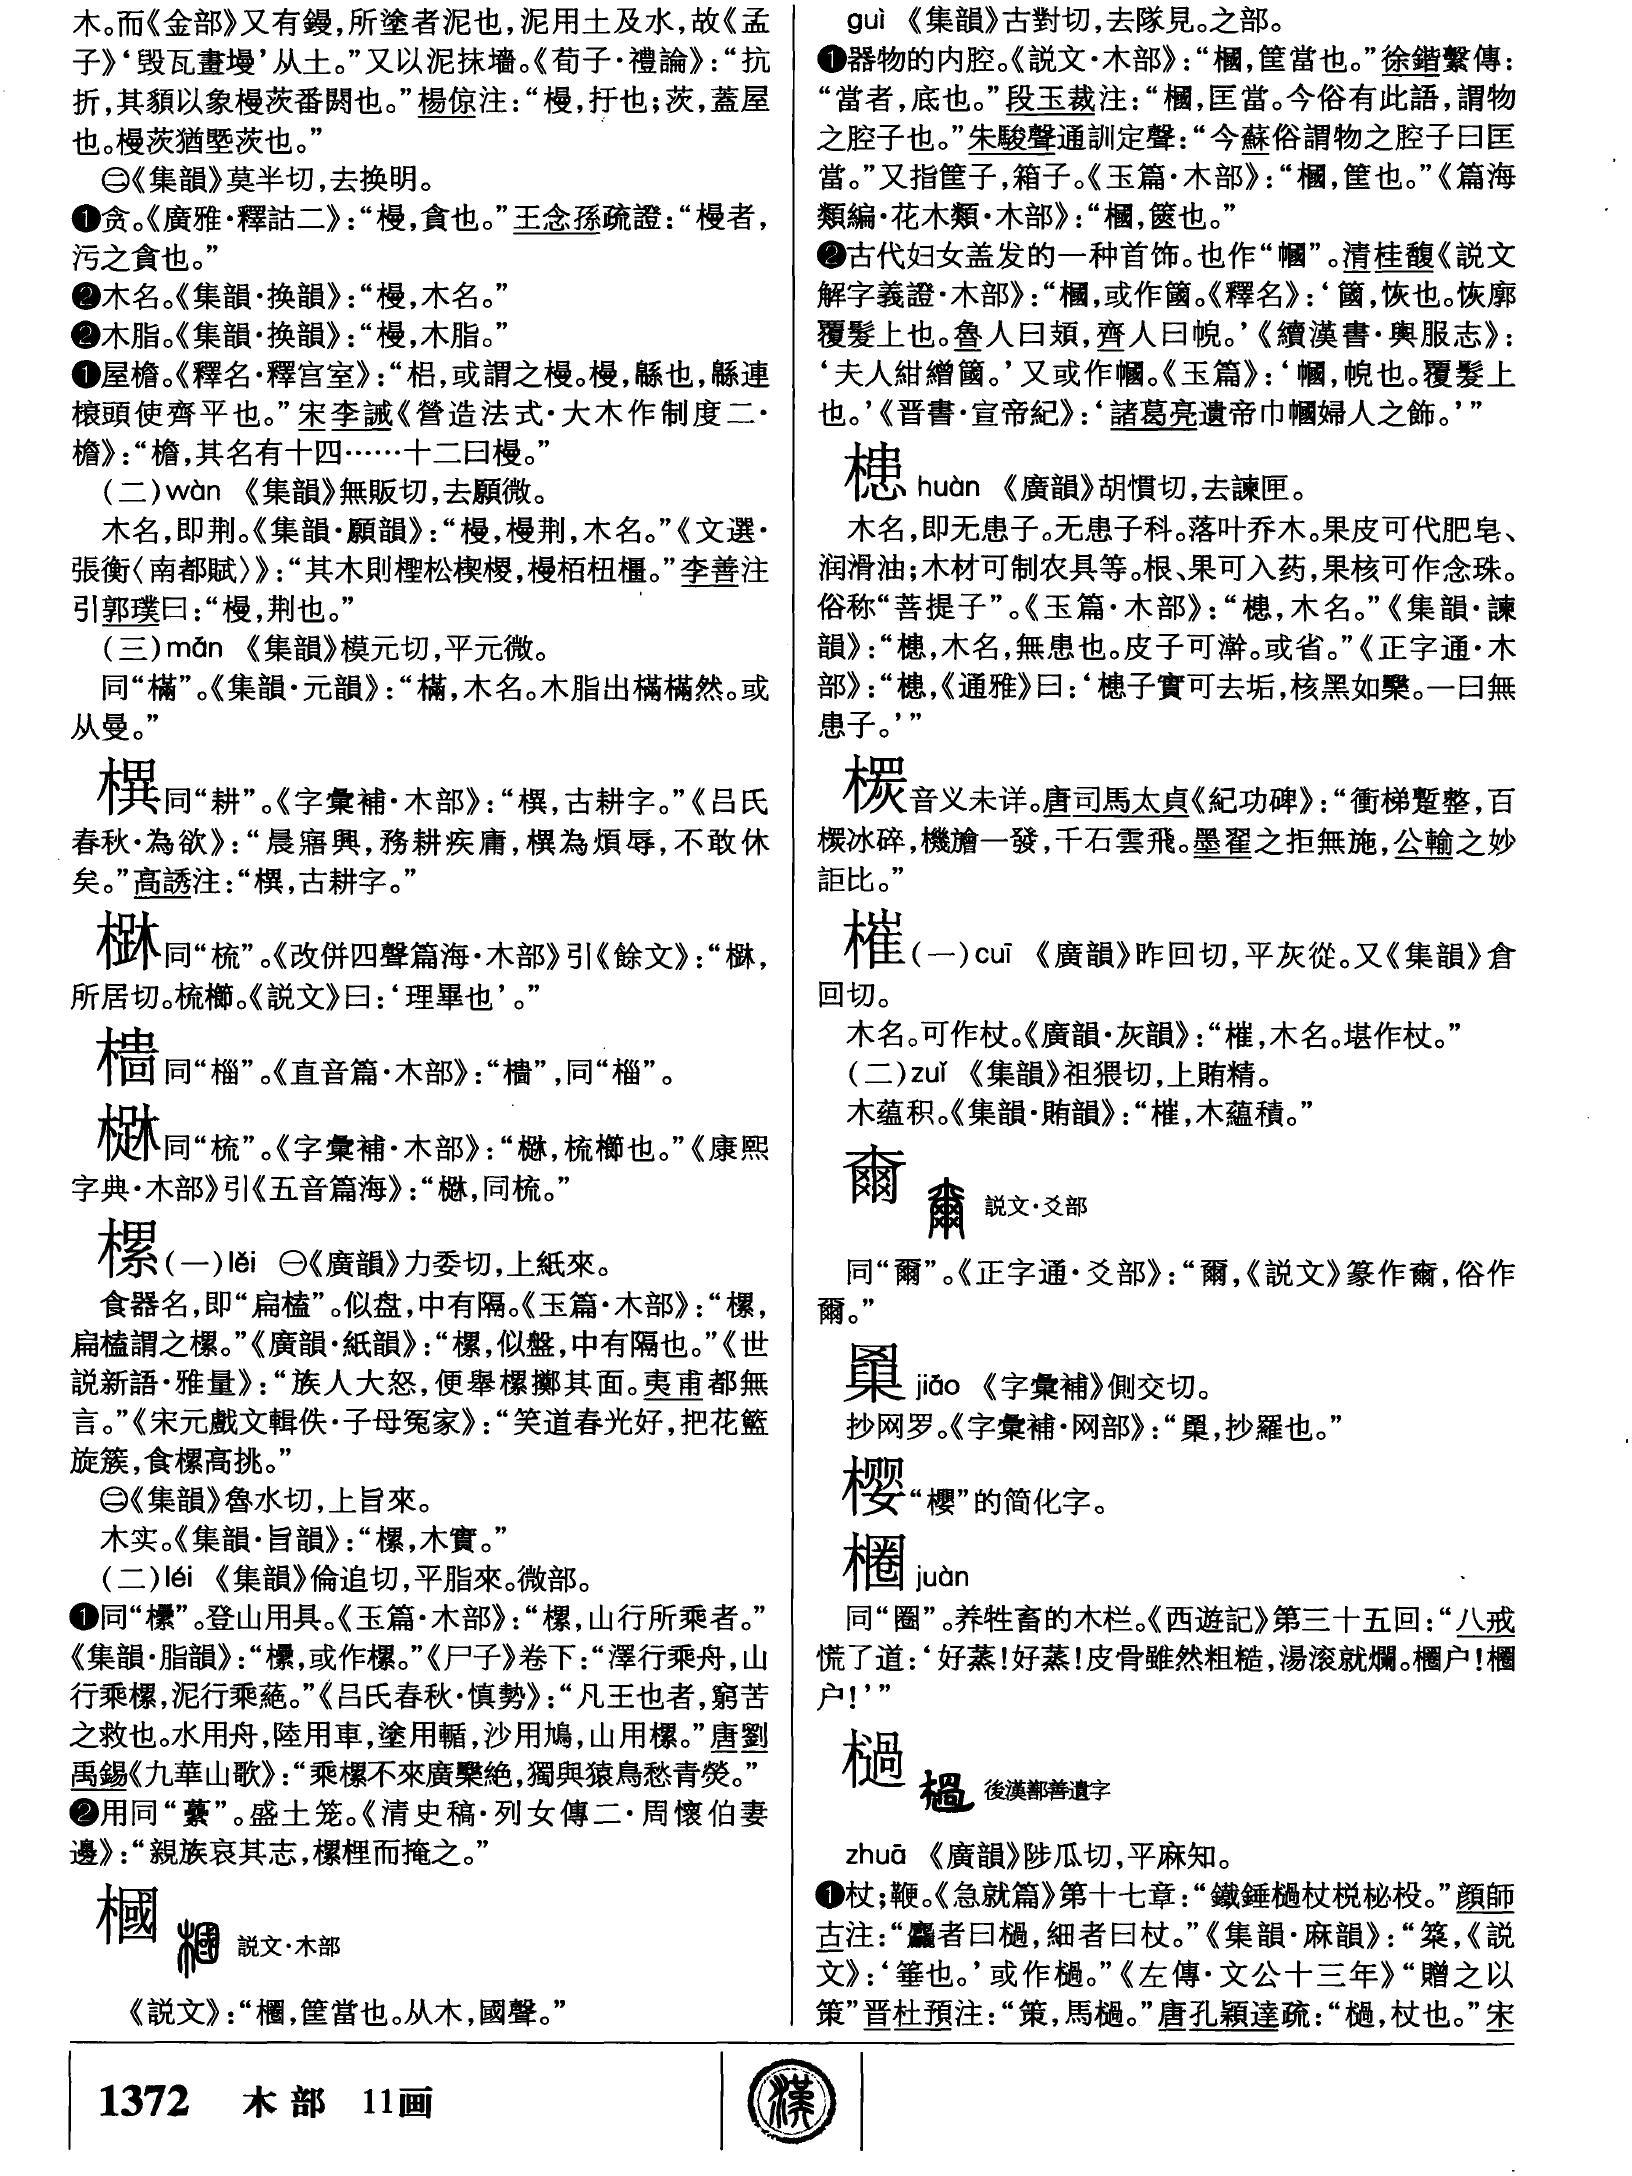 木。而《金部》又有鏝，所塗者泥也，泥用土及水，故《孟
子》‘毁瓦畫墁’从土。”又以泥抹墻。《荀子·禮論》：“抗
折，其䫉以象槾茨番閼也。”楊倞注：“槾，扜也；茨，蓋屋
也。槾茨猶墍茨也。”
㊁《集韻》莫半切，去换明。
❶贪。《廣雅·釋詁二》：“槾，貪也。”王念孫疏證：“槾者，
污之貪也。”
❷木名。《集韻·换韻》：“槾，木名。”
❷木脂。《集韻·换韻》：“槾，木脂。”
❶屋檐。《釋名·釋宫室》：“梠，或謂之槾。槾，緜也，緜連
榱頭使齊平也。”宋李誡《營造法式·大木作制度二·
檐》：“檐，其名有十四……十二曰槾。”
（二）wàn 《集韻》無販切，去願微。
木名，即荆。《集韻·願韻》：“槾，槾荆，木名。”《文選·
張衡〈南都賦〉》：“其木則檉松楔㮨，槾栢杻橿。”李善注
引郭璞曰：“槾，荆也。”
（三）mǎn 《集韻》模元切，平元微。
同“樠”。《集韻·元韻》：“樠，木名。木脂出樠樠然。或
从曼。”
同“耕”。《字彙補·木部》：“㮺，古耕字。”《吕氏
春秋·為欲》：“晨寤興，務耕疾庸，㮺為煩辱，不敢休
矣。”高誘注：“㮺，古耕字。”
同“梳”。《改併四聲篇海·木部》引《餘文》：“
所居切。梳櫛。《説文》曰：‘理畢也’。”
同“椔”。《直音篇·木部》：“樯”，同“椔”。
同“梳”。《字彙補·木部》：“，梳櫛也。”《康熙
字典·木部》引《五音篇海》：“，同梳。”
樏（一）lěi ㊀《廣韻》力委切，上紙來。
食器名，即“扁榼”。似盘，中有隔。《玉篇·木部》：“樏，
扁榼謂之樏。”《廣韻·紙韻》：“樏，似盤，中有隔也。”《世
説新語·雅量》：“族人大怒，便舉樏擲其面。夷甫都無
言。”《宋元戲文輯佚·子母冤家》：“笑道春光好，把花籃
旋簇，食樏高挑。”
㊁《集韻》魯水切，上旨來。
木实。《集韻·旨韻》：“樏，木實。”
（二）léi 《集韻》倫追切，平脂來。微部。
❶同“欙”。登山用具。《玉篇·木部》：“樏，山行所乘者。”
《集韻·脂韻》：“欙，或作樏。”《尸子》卷下：“澤行乘舟，山
行乘樏，泥行乘蕝。”《吕氏春秋·慎勢》：“凡王也者，窮苦
之救也。水用舟，陸用車，塗用輴，沙用鳩，山用樏。”唐劉
禹錫《九華山歌》：“乘樏不來廣樂絶，獨與猿鳥愁青熒。”
❷用同“虆”。盛土笼。《清史稿·列女傳二·周懷伯妻
邊》：“親族哀其志，樏梩而掩之。”
槶
説文·木部
《説文》：“槶，筐當也。从木，國聲。”
guì 《集韻》古對切，去隊見。之部。
❶器物的内腔。《説文·木部》：“槶，筐當也。”徐鍇繫傳：
“當者，底也。”段玉裁注：“槶，匡當。今俗有此語，謂物
之腔子也。”朱駿聲通訓定聲：“今蘇俗謂物之腔子曰匡
當。”又指筐子，箱子。《玉篇·木部》：“槶，筐也。”《篇海
類編·花木類·木部》：“槶，篋也。”
❷古代妇女盖发的一种首饰。也作“幗”。清桂馥《説文
解字義證·木部》：“槶，或作簂。《釋名》：‘簂，恢也。恢廓
覆髮上也。魯人曰頍，齊人曰帨。’《續漢書·輿服志》：
‘夫人紺繒簂。’又或作幗。《玉篇》：‘幗，帨也。覆髮上
也。’《晋書·宣帝紀》：‘諸葛亮遺帝巾幗婦人之飾。’”
槵 huàn 《廣韻》胡慣切，去諫匣。
木名，即无患子。无患子科。落叶乔木。果皮可代肥皂、
润滑油；木材可制农具等。根、果可入药，果核可作念珠。
俗称“菩提子”。《玉篇·木部》：“槵，木名。”《集韻·諫
韻》：“槵，木名，無患也。皮子可澣。或省。”《正字通·木
部》：“槵，《通雅》曰：‘槵子實可去垢，核黑如瑿。一曰無
患子。’”
音义未详。唐司馬太貞《紀功碑》：“衝梯蹔整，百
冰碎，機䃔一發，千石雲飛。墨翟之拒無施，公輸之妙
詎比。”
槯（一）cuī 《廣韻》昨回切，平灰從。又《集韻》倉
回切。
木名。可作杖。《廣韻·灰韻》：“槯，木名。堪作杖。”
（二）zuǐ 《集韻》祖猥切，上賄精。
木蕴积。《集韻·賄韻》：“槯，木蘊積。”
説文·㸚部
同“爾”。《正字通·爻部》：“爾，《説文》篆作，俗作
爾。”
jiāo 《字彙補》側交切。
抄网罗。《字彙補·网部》：“罺，抄羅也。”
樱“櫻”的简化字。
juàn
同“圈”。养牲畜的木栏。《西遊記》第三十五回：“八戒
慌了道：‘好蒸！好蒸！皮骨雖然粗糙，湯滚就爛。棞户！棞
户！’”
檛
後漢鄯善遺字
zhuā 《廣韻》陟瓜切，平麻知。
❶杖；鞭。《急就篇》第十七章：“鐵錘檛杖棁柲杸。”顔師
古注：“麤者曰檛，細者曰杖。”《集韻·麻韻》：“築，《説
文》：‘箠也。’或作檛。”《左傳·文公十三年》“贈之以
策”晋杜預注：“策，馬檛。”唐孔穎達疏：“檛，杖也。”宋
1372 木部 11画
漢